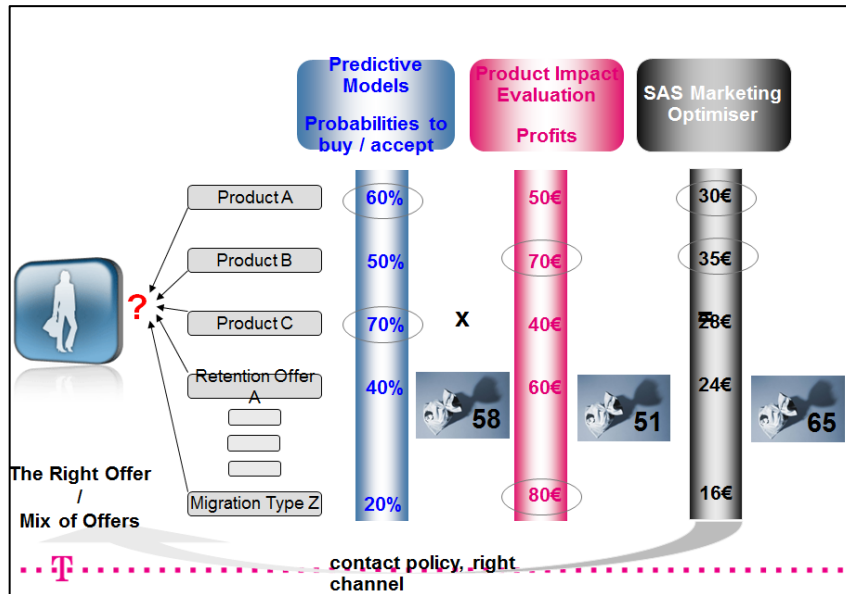 Predictive
Models
Probabilities to
buy / accept
Product Impact
Evaluation
Profits
SAS Marketing
Optimiser
Product A
60%
50€
30€
Product B
50%
70€
35€
?
Product C
70%
x
40€
=
28€
Retention Offer
A
40%
60€
24€
58
51
65
The Right Offer
/
Mix of Offers
Migration Type Z
20%
80€
16€
contact policy, right
channel
T